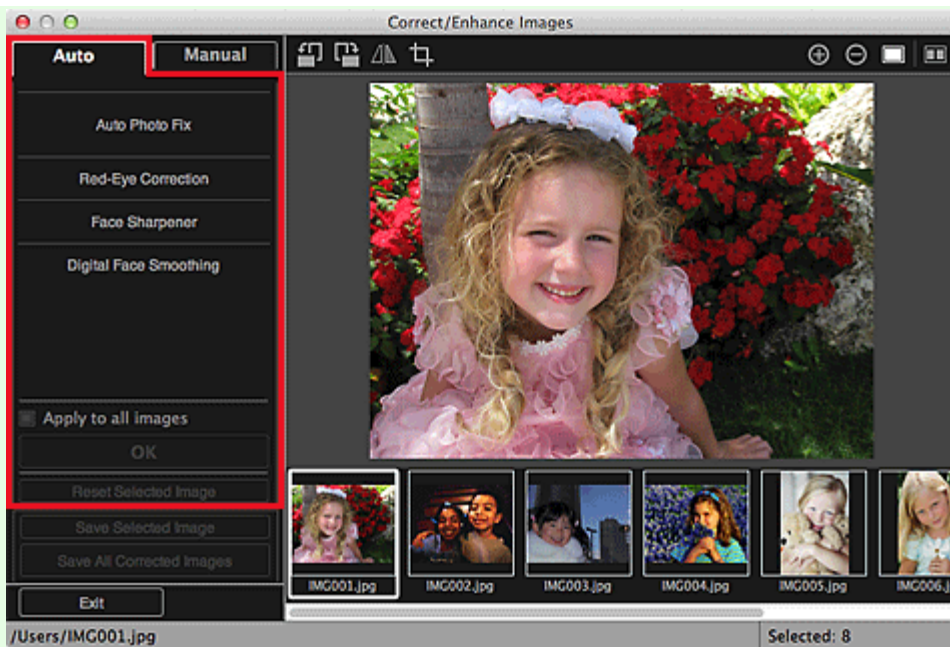 Correct/Enhance Images
Auto
Manual
Auto Photo Fix
Red-Eye Correction
Face Sharpener
Digital Face Smoothing
Apply to all images
OK
Reset Selected Image
Save Selected Image
Save All Corrected Images
Exit
IMG001.jpg
IMG002.jpg
IMG003.jpg
IMG004.jpg
IMG005.jpg
IMG006.j
/Users/IMG001.jpg
Selected: 8